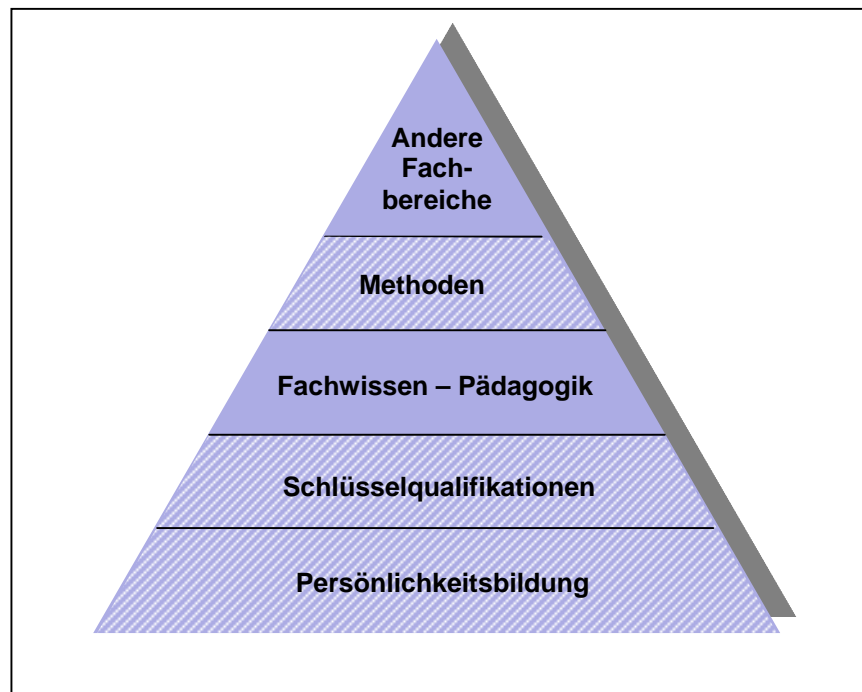 Andere
Fach-
bereiche
Methoden
Fachwissen – Pädagogik
Schlüsselqualifikationen
Persönlichkeitsbildung